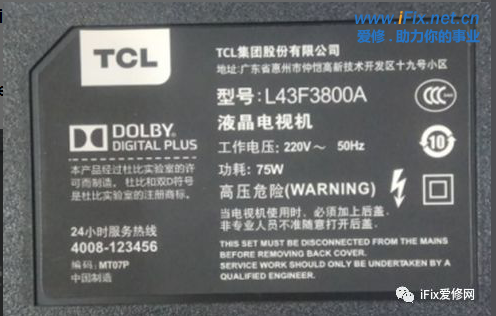 www.iFix.net.cn
爱修 . 助力你的事业
TCL
TCL集团股份有限公司
地址:广东省惠州市仲恺高新技术开发区十九号小区
型号:L43F3800A
液晶电视机
工作电压: 220V～ 50Hz
功耗: 75W
高压危险(WARNING)
当电视机使用时、必须加上后盖.
非专业人员不准随意打开后盖.
THIS SET MUST BE DISCONNECTED FROM THE MAINS
BEFORE REMOVING BACK COVER.
SERVICE WORK SHOULD ONLY BE UNDERTAKEN BY A
QUALIFIED ENGINEER.
CCC
10
DOLBY
DIGITAL PLUS
本产品经过杜比实验室的许
可而制造。杜比和双D符号
是杜比实验室的注册商标。
24小时服务热线
4008-123456
编码: MT07P
中国制造
iFix爱修网